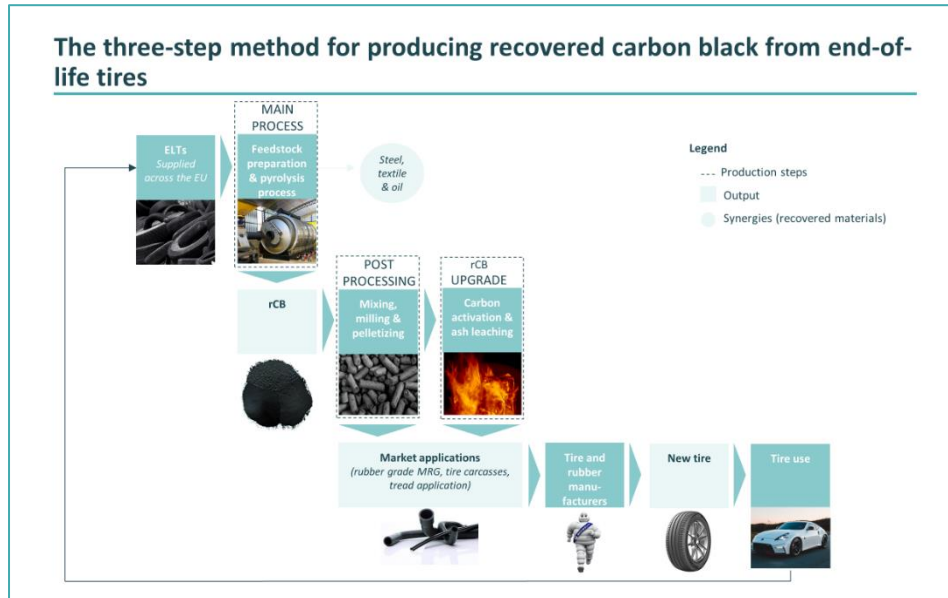 The three-step method for producing recovered carbon black from end-of-
life tires
MAIN
PROCESS
ELTs
Supplied
across the EU
Feedstock
preparation
& pyrolysis
process
Steel,
textile
& oil
Legend
Production steps
Output
Synergies (recovered materials)
rCB
POST
PROCESSING
Mixing,
milling &
pelletizing
rCB
UPGRADE
Carbon
activation &
ash leaching
Market applications
(rubber grade MRG, tire carcasses,
tread application)
Tire and
rubber
manu-
facturers
New tire
Tire use